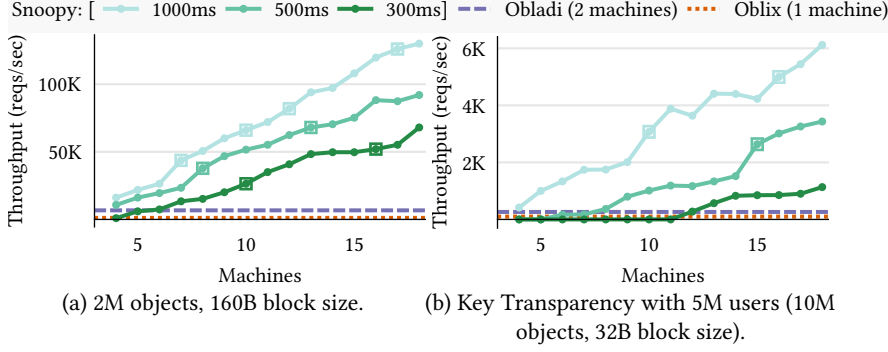 Snoopy: [ 1000ms 500ms 300ms] Obladi (2 machines) Oblix (1 machine)
Throughput (reqs/sec)
100K
50K
5 10 15
Machines
(a) 2M objects, 160B block size.
Throughput (reqs/sec)
6K
4K
2K
5 10 15
Machines
(b) Key Transparency with 5M users (10M
objects, 32B block size).